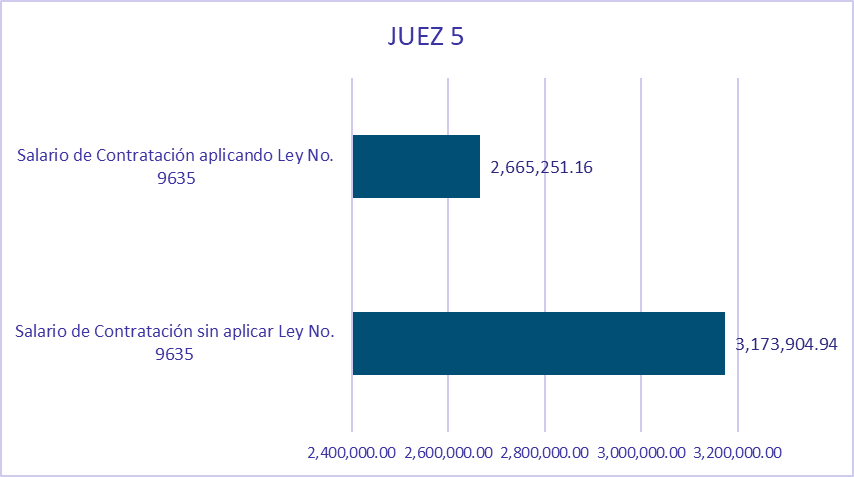 JUEZ 5
Salario de Contratación aplicando Ley No.
9635
2,665,251.16
Salario de Contratación sin aplicar Ley No.
9635
3,173,904.94
2,400,000.00 2,600,000.00 2,800,000.00 3,000,000.00 3,200,000.00